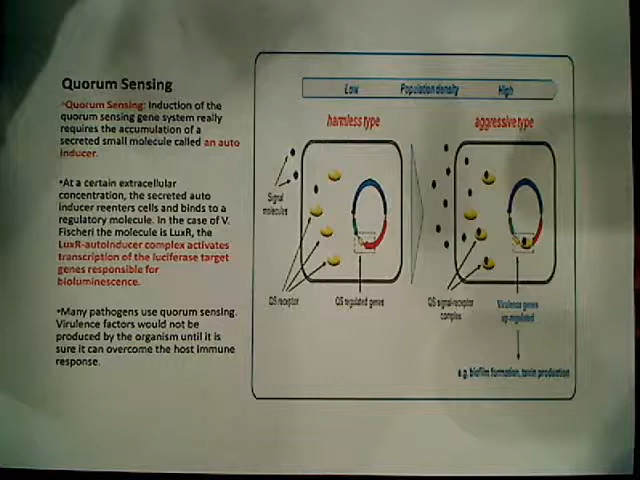 Quorum Sensing
•Quorum Sensing: Induction of the
quorum sensing gene system really
requires the accumulation of a
secreted small molecule called an auto
inducer.
•At a certain extracellular
concentration, the secreted auto
inducer reenters cells and binds to a
regulatory molecule. In the case of V.
Fischeri the molecule is LuxR, the
LuxR-autoinducer complex activates
transcription of the luciferase target
genes responsible for
bioluminescence.
•Many pathogens use quorum sensing.
Virulence factors would not be
produced by the organism until it is
sure it can overcome the host immune
response.
Low Population density High
harmless type aggressive type
Signal
molecules
QS receptor QS regulated genes
QS signal-receptor
complex
Virulence genes
up-regulated
e.g. biofilm formation, toxin production